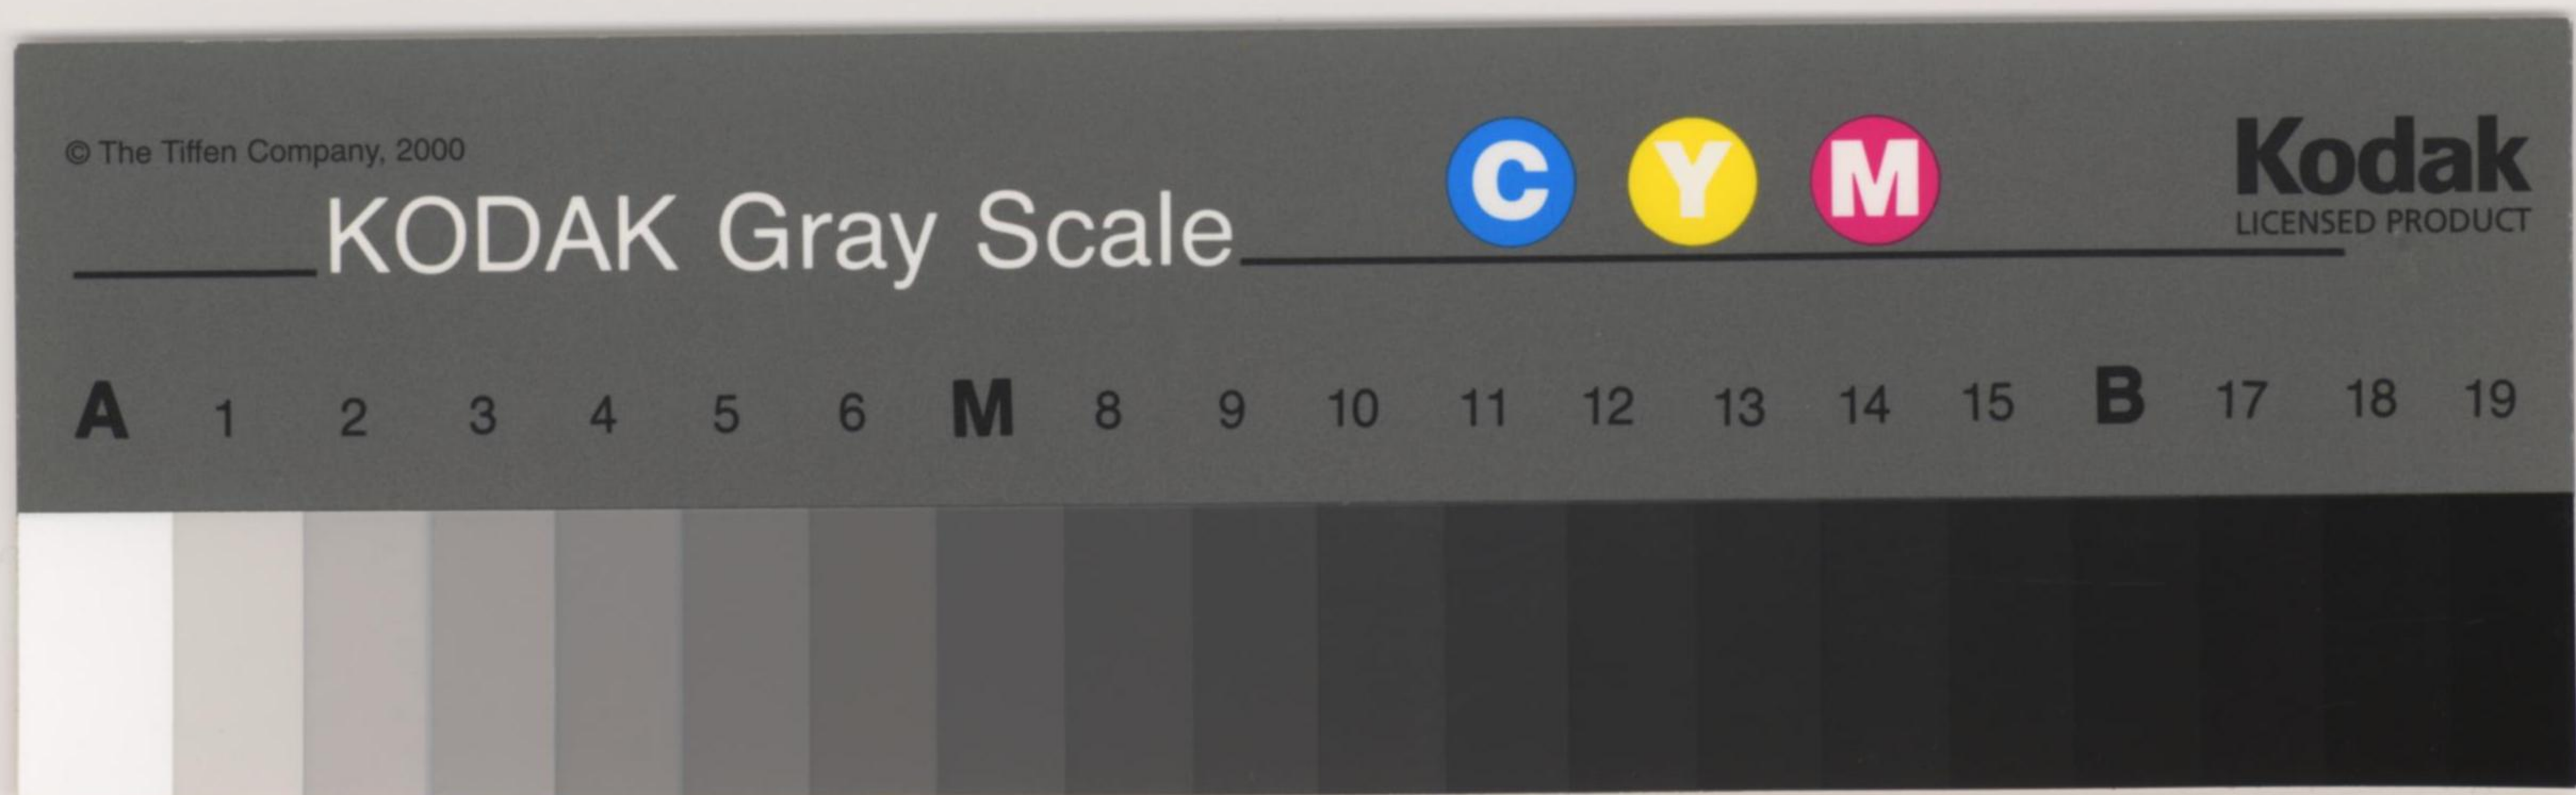 © The Tiffen Company, 2000
KODAK Gray Scale
C Y M
Kodak
LICENSED PRODUCT
A 1 2 3 4 5 6 M 8 9 10 11 12 13 14 15 B 17 18 19